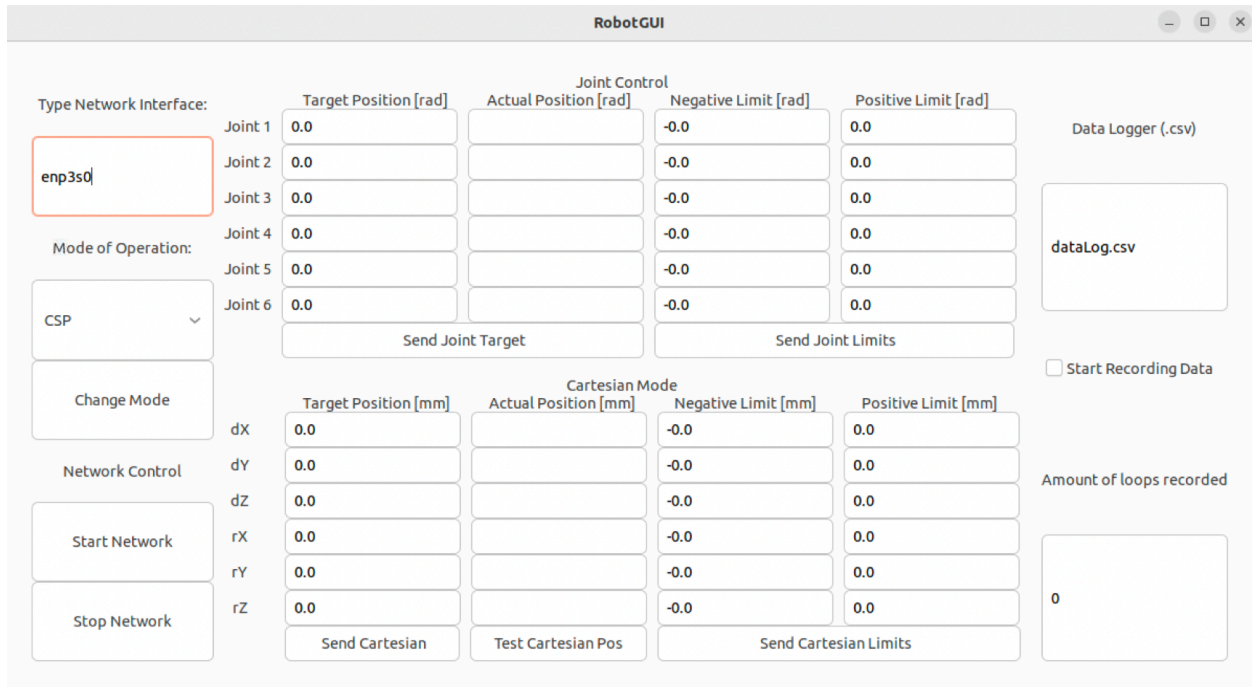 RobotGUI
Type Network Interface:
enp3s0
Mode of Operation:
CSP
Change Mode
Network Control
Start Network
Stop Network
Joint Control
Target Position [rad] Actual Position [rad] Negative Limit [rad] Positive Limit [rad]
Joint 1 0.0 -0.0 0.0
Joint 2 0.0 -0.0 0.0
Joint 3 0.0 -0.0 0.0
Joint 4 0.0 -0.0 0.0
Joint 5 0.0 -0.0 0.0
Joint 6 0.0 -0.0 0.0
Send Joint Target Send Joint Limits
Cartesian Mode
Target Position [mm] Actual Position [mm] Negative Limit [mm] Positive Limit [mm]
dX 0.0 -0.0 0.0
dY 0.0 -0.0 0.0
dZ 0.0 -0.0 0.0
rX 0.0 -0.0 0.0
rY 0.0 -0.0 0.0
rZ 0.0 -0.0 0.0
Send Cartesian Test Cartesian Pos Send Cartesian Limits
Data Logger (.csv)
dataLog.csv
Start Recording Data
Amount of loops recorded
0